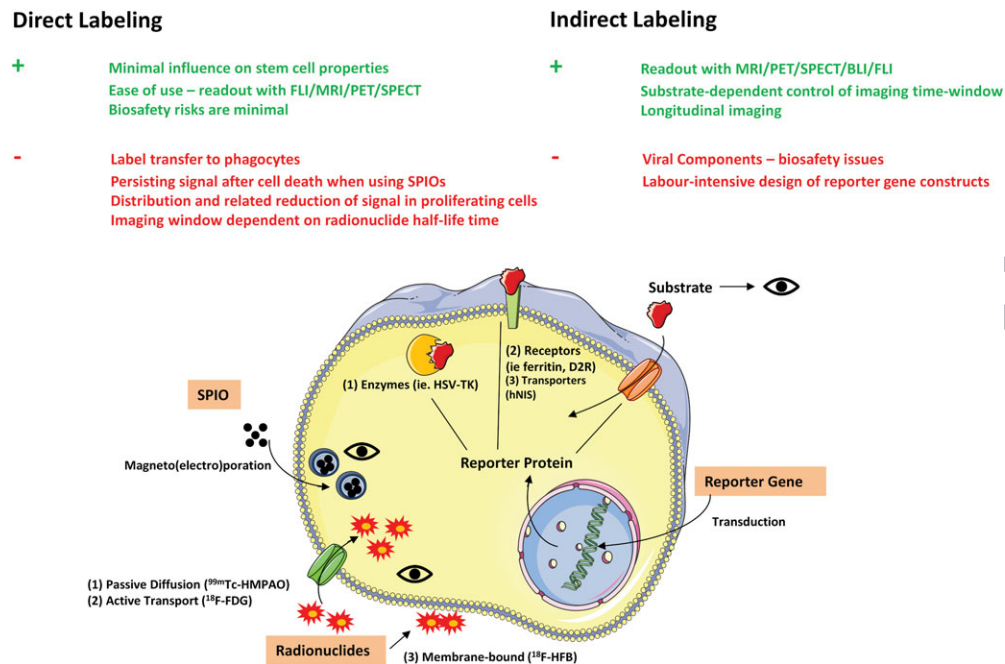 Direct Labeling
+
Minimal influence on stem cell properties
Ease of use – readout with FLI/MRI/PET/SPECT
Biosafety risks are minimal
-
Label transfer to phagocytes
Persisting signal after cell death when using SPIOs
Distribution and related reduction of signal in proliferating cells
Imaging window dependent on radionuclide half-life time
Indirect Labeling
+
Readout with MRI/PET/SPECT/BLI/FLI
Substrate-dependent control of imaging time-window
Longitudinal imaging
-
Viral Components – biosafety issues
Labour-intensive design of reporter gene constructs
Substrate
(1) Enzymes (ie. HSV-TK)
(2) Receptors
(ie ferritin, D2R)
(3) Transporters
(hNIS)
SPIO
Magneto(electro)poration
Reporter Protein
Reporter Gene
Transduction
(1) Passive Diffusion (⁹⁹ᵐTc-HMPAO)
(2) Active Transport (¹⁸F-FDG)
Radionuclides
(3) Membrane-bound (¹⁸F-HFB)